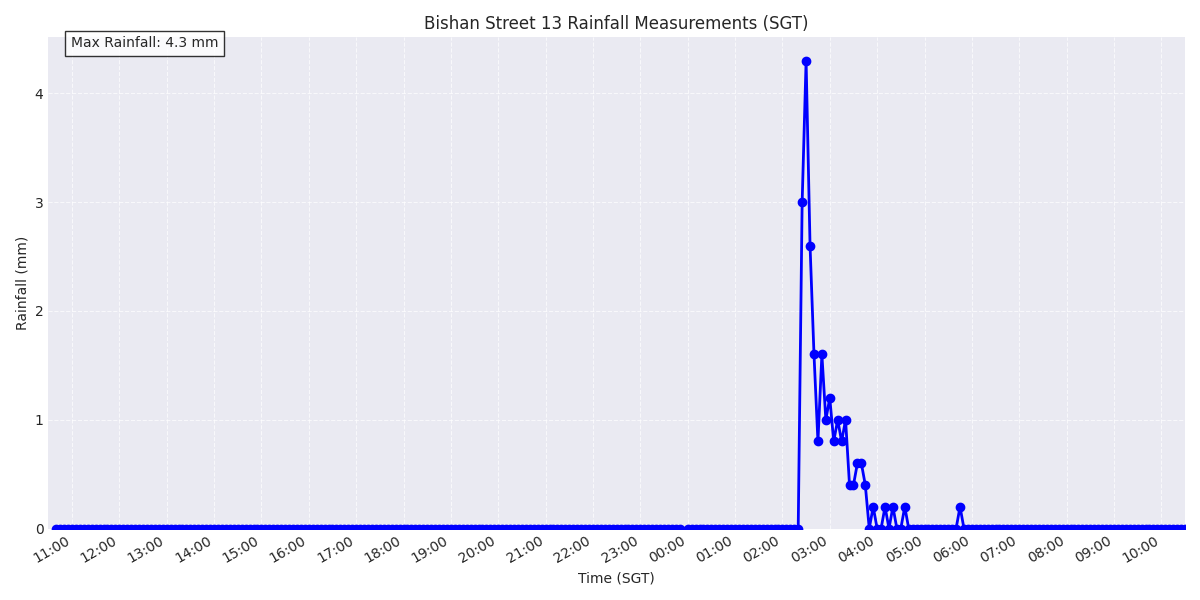 Bishan Street 13 Rainfall Measurements (SGT)
Max Rainfall: 4.3 mm
Rainfall (mm)
4
3
2
1
0
11:00 12:00 13:00 14:00 15:00 16:00 17:00 18:00 19:00 20:00 21:00 22:00 23:00 00:00 01:00 02:00 03:00 04:00 05:00 06:00 07:00 08:00 09:00 10:00
Time (SGT)